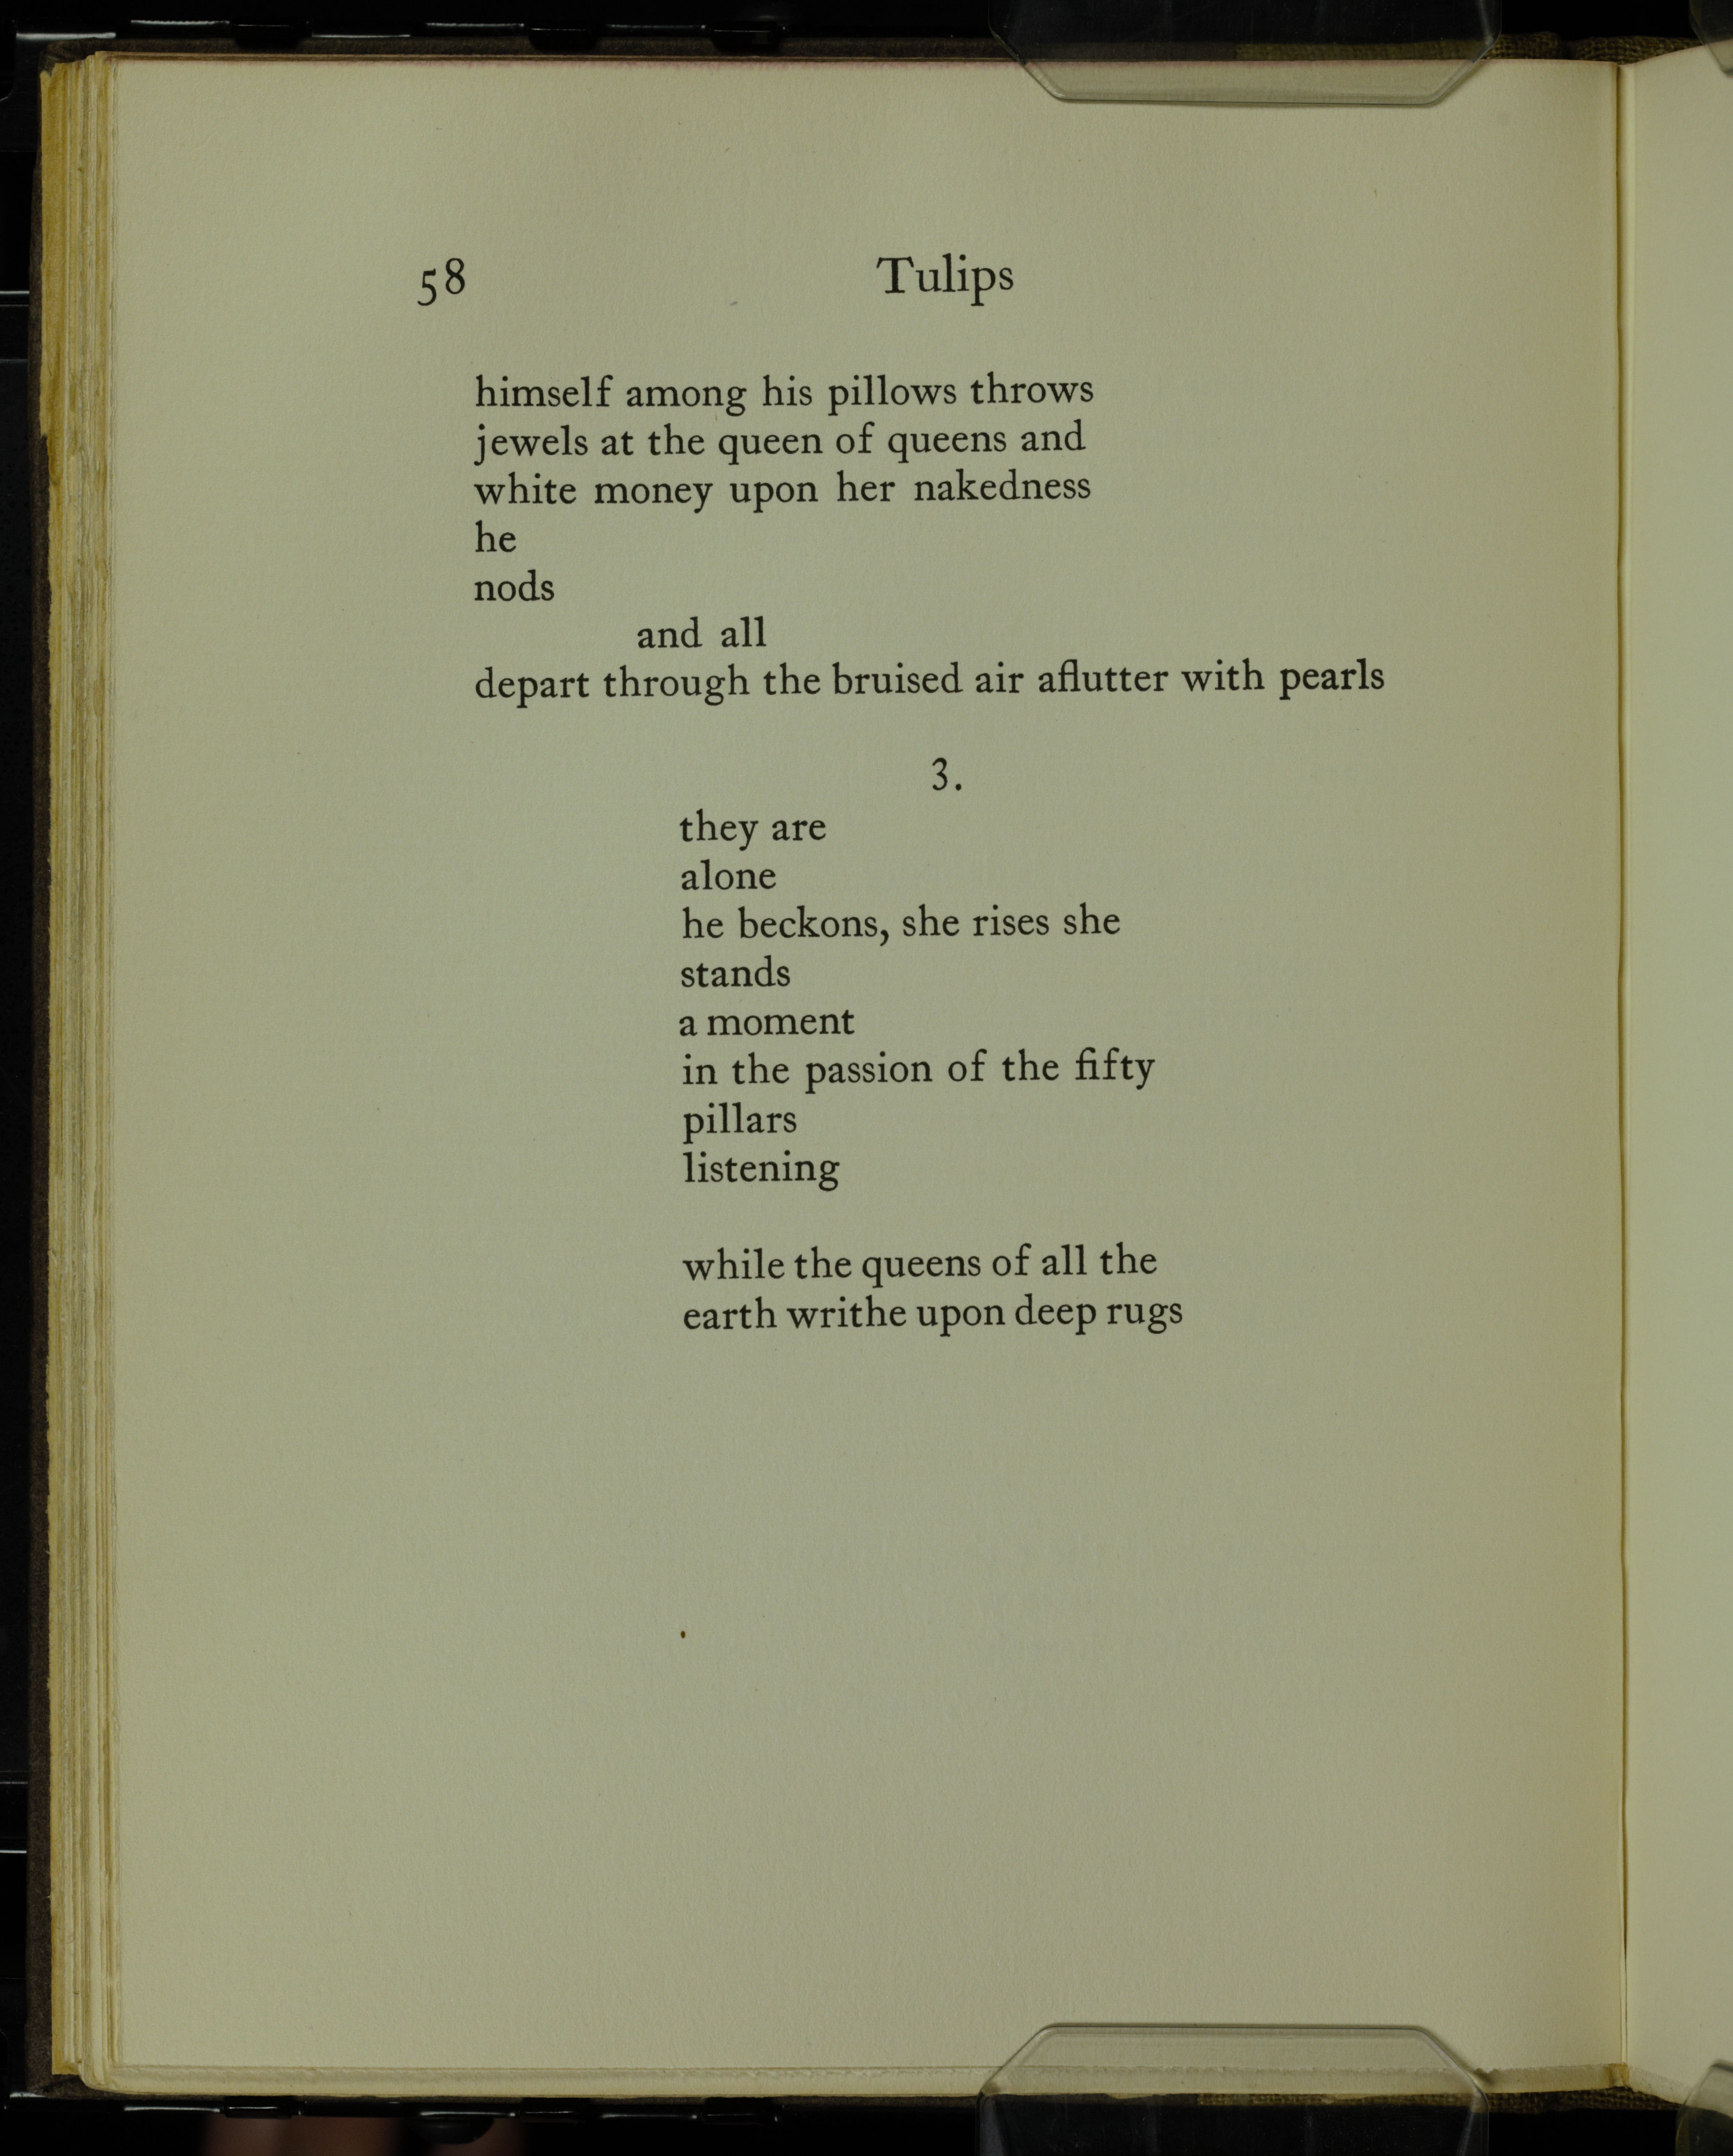 58 Tulips
himself among his pillows throws
jewels at the queen of queens and
white money upon her nakedness
he
nods
and all
depart through the bruised air aflutter with pearls
3.
they are
alone
he beckons, she rises she
stands
a moment
in the passion of the fifty
pillars
listening
while the queens of all the
earth writhe upon deep rugs